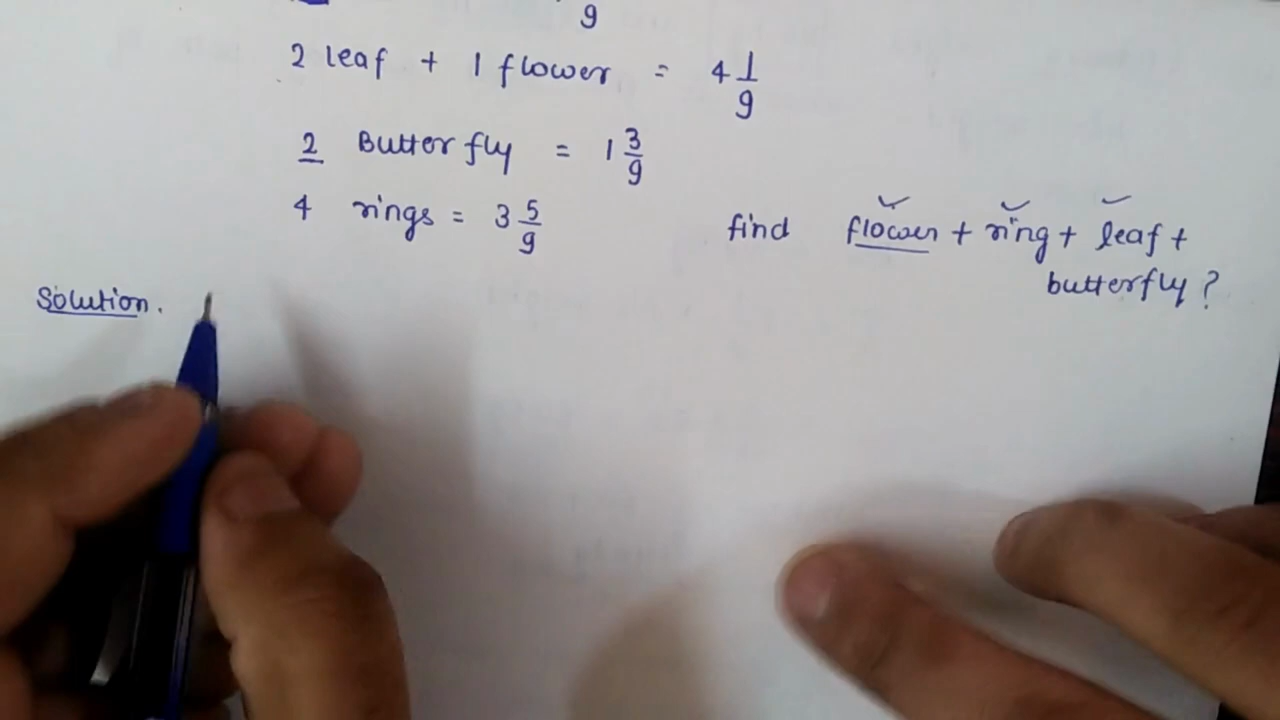 9
2 leaf + 1 flower = 4 1/9
2 Butterfly = 1 3/9
4 rings = 3 5/9
find flower + ring + leaf +
butterfly ?
Solution.